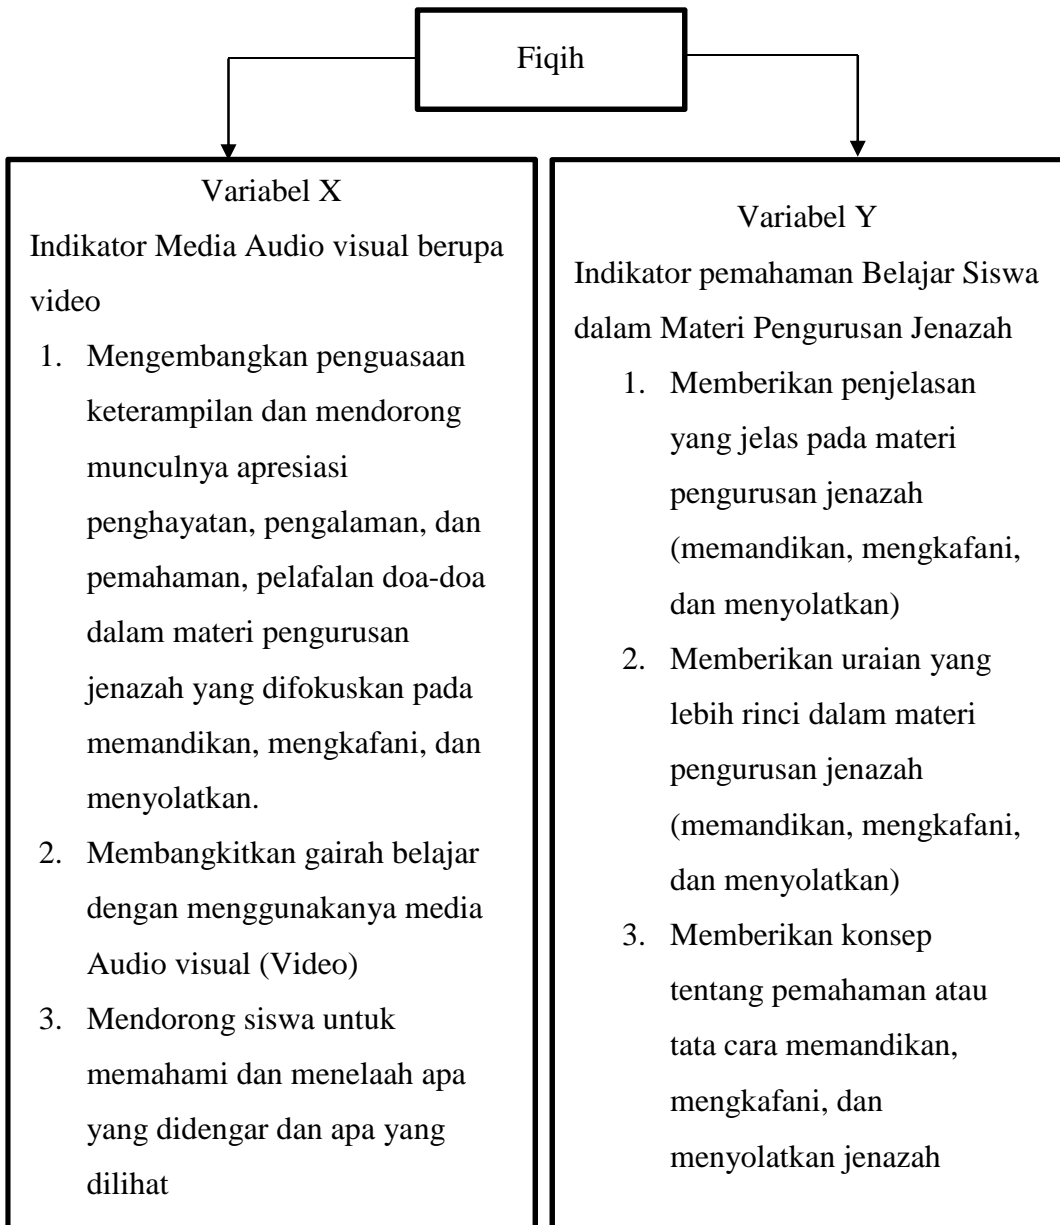 Fiqih
Variabel X
Indikator Media Audio visual berupa
video
1. Mengembangkan penguasaan
keterampilan dan mendorong
munculnya apresiasi
penghayatan, pengalaman, dan
pemahaman, pelafalan doa-doa
dalam materi pengurusan
jenazah yang difokuskan pada
memandikan, mengkafani, dan
menyolatkan.
2. Membangkitkan gairah belajar
dengan menggunakanya media
Audio visual (Video)
3. Mendorong siswa untuk
memahami dan menelaah apa
yang didengar dan apa yang
dilihat
Variabel Y
Indikator pemahaman Belajar Siswa
dalam Materi Pengurusan Jenazah
1. Memberikan penjelasan
yang jelas pada materi
pengurusan jenazah
(memandikan, mengkafani,
dan menyolatkan)
2. Memberikan uraian yang
lebih rinci dalam materi
pengurusan jenazah
(memandikan, mengkafani,
dan menyolatkan)
3. Memberikan konsep
tentang pemahaman atau
tata cara memandikan,
mengkafani, dan
menyolatkan jenazah